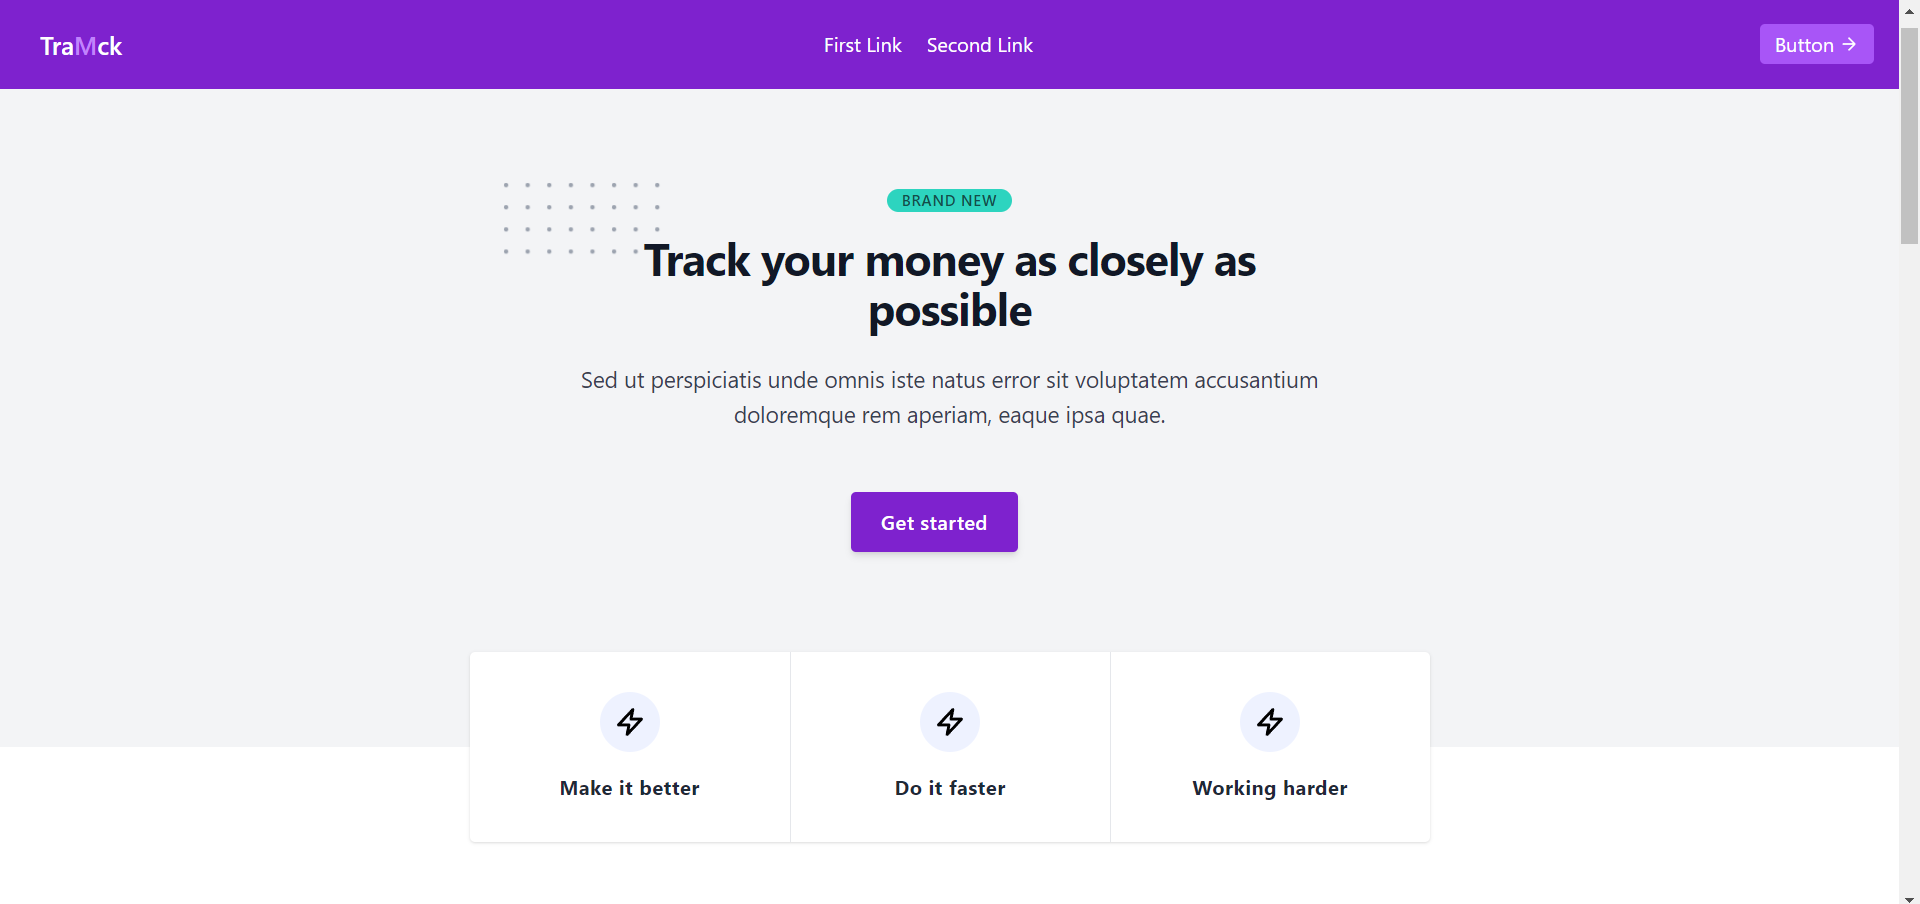 TraMck
First Link
Second Link
Button
BRAND NEW
Track your money as closely as
possible
Sed ut perspiciatis unde omnis iste natus error sit voluptatem accusantium
doloremque rem aperiam, eaque ipsa quae.
Get started
Make it better
Do it faster
Working harder